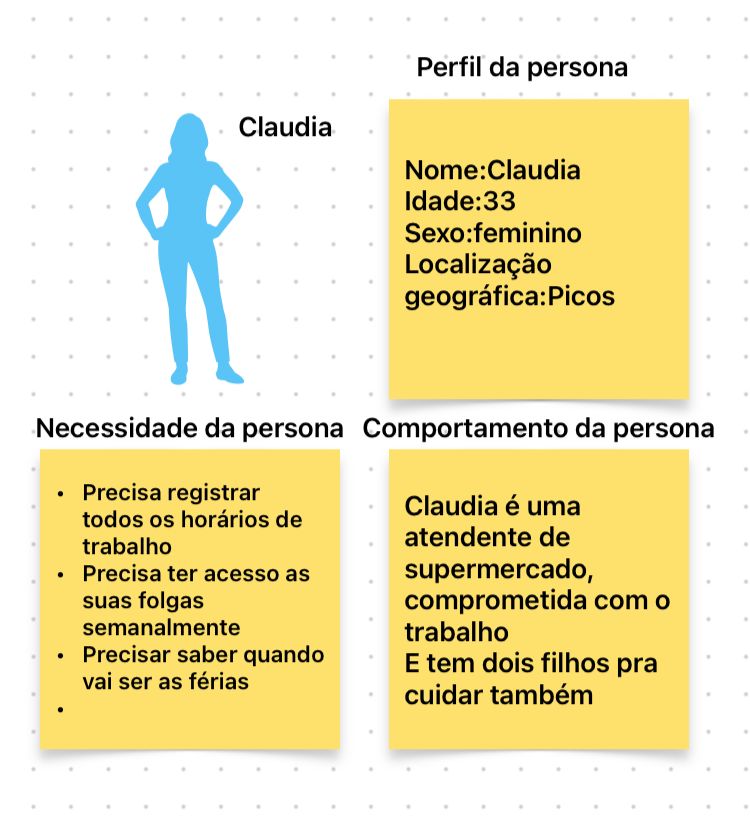 Perfil da persona
Claudia
Nome:Claudia
Idade:33
Sexo:feminino
Localização
geográfica:Picos
Necessidade da persona
• Precisa registrar
todos os horários de
trabalho
• Precisa ter acesso as
suas folgas
semanalmente
• Precisar saber quando
vai ser as férias
•
Comportamento da persona
Claudia é uma
atendente de
supermercado,
comprometida com o
trabalho
E tem dois filhos pra
cuidar também